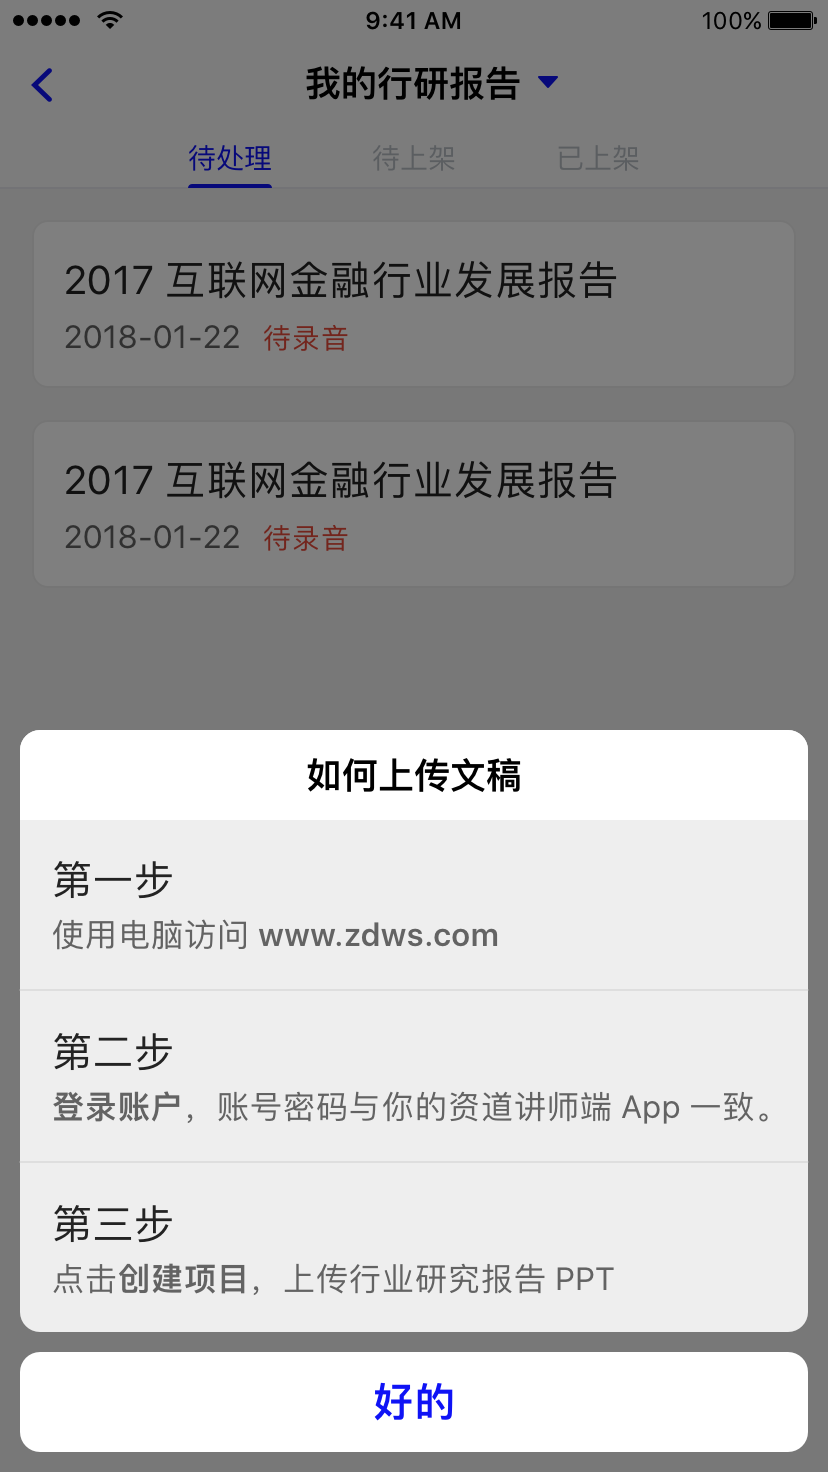 9:41 AM
100%
我的行研报告
待处理
待上架
已上架
2017 互联网金融行业发展报告
2018-01-22 待录音
2017 互联网金融行业发展报告
2018-01-22 待录音
如何上传文稿
第一步
使用电脑访问 www.zdws.com
第二步
登录账户，账号密码与你的资道讲师端 App 一致。
第三步
点击创建项目，上传行业研究报告 PPT
好的